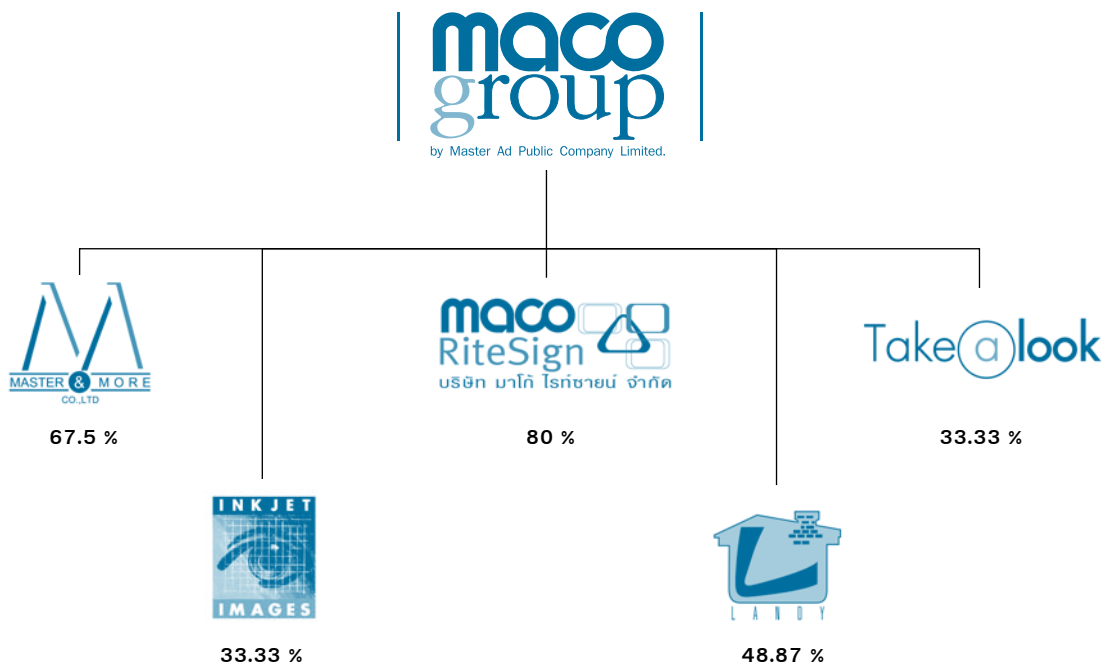 maco
group
by Master Ad Public Company Limited.
MASTER & MORE
CO.,LTD
67.5 %
maco
RiteSign
บริษัท มาโก้ ไรท์ซายน์ จำกัด
80 %
Take a look
33.33 %
INKJET
IMAGES
33.33 %
LANDY
48.87 %